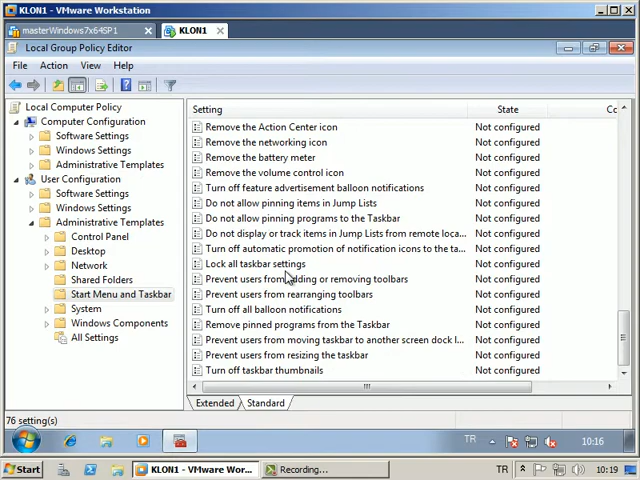 KLON1 - VMware Workstation
masterWindows7x64SP1
KLON1
Local Group Policy Editor
File Action View Help
Local Computer Policy
Computer Configuration
Software Settings
Windows Settings
Administrative Templates
User Configuration
Software Settings
Windows Settings
Administrative Templates
Control Panel
Desktop
Network
Shared Folders
Start Menu and Taskbar
System
Windows Components
All Settings
Setting State
Remove the Action Center icon Not configured
Remove the networking icon Not configured
Remove the battery meter Not configured
Remove the volume control icon Not configured
Turn off feature advertisement balloon notifications Not configured
Do not allow pinning items in Jump Lists Not configured
Do not allow pinning programs to the Taskbar Not configured
Do not display or track items in Jump Lists from remote loca... Not configured
Turn off automatic promotion of notification icons to the ta... Not configured
Lock all taskbar settings Not configured
Prevent users from adding or removing toolbars Not configured
Prevent users from rearranging toolbars Not configured
Turn off all balloon notifications Not configured
Remove pinned programs from the Taskbar Not configured
Prevent users from moving taskbar to another screen dock l... Not configured
Prevent users from resizing the taskbar Not configured
Turn off taskbar thumbnails Not configured
Extended Standard
76 setting(s)
TR 10:16
Start KLON1 - VMware Wor... Recording... TR 10:19